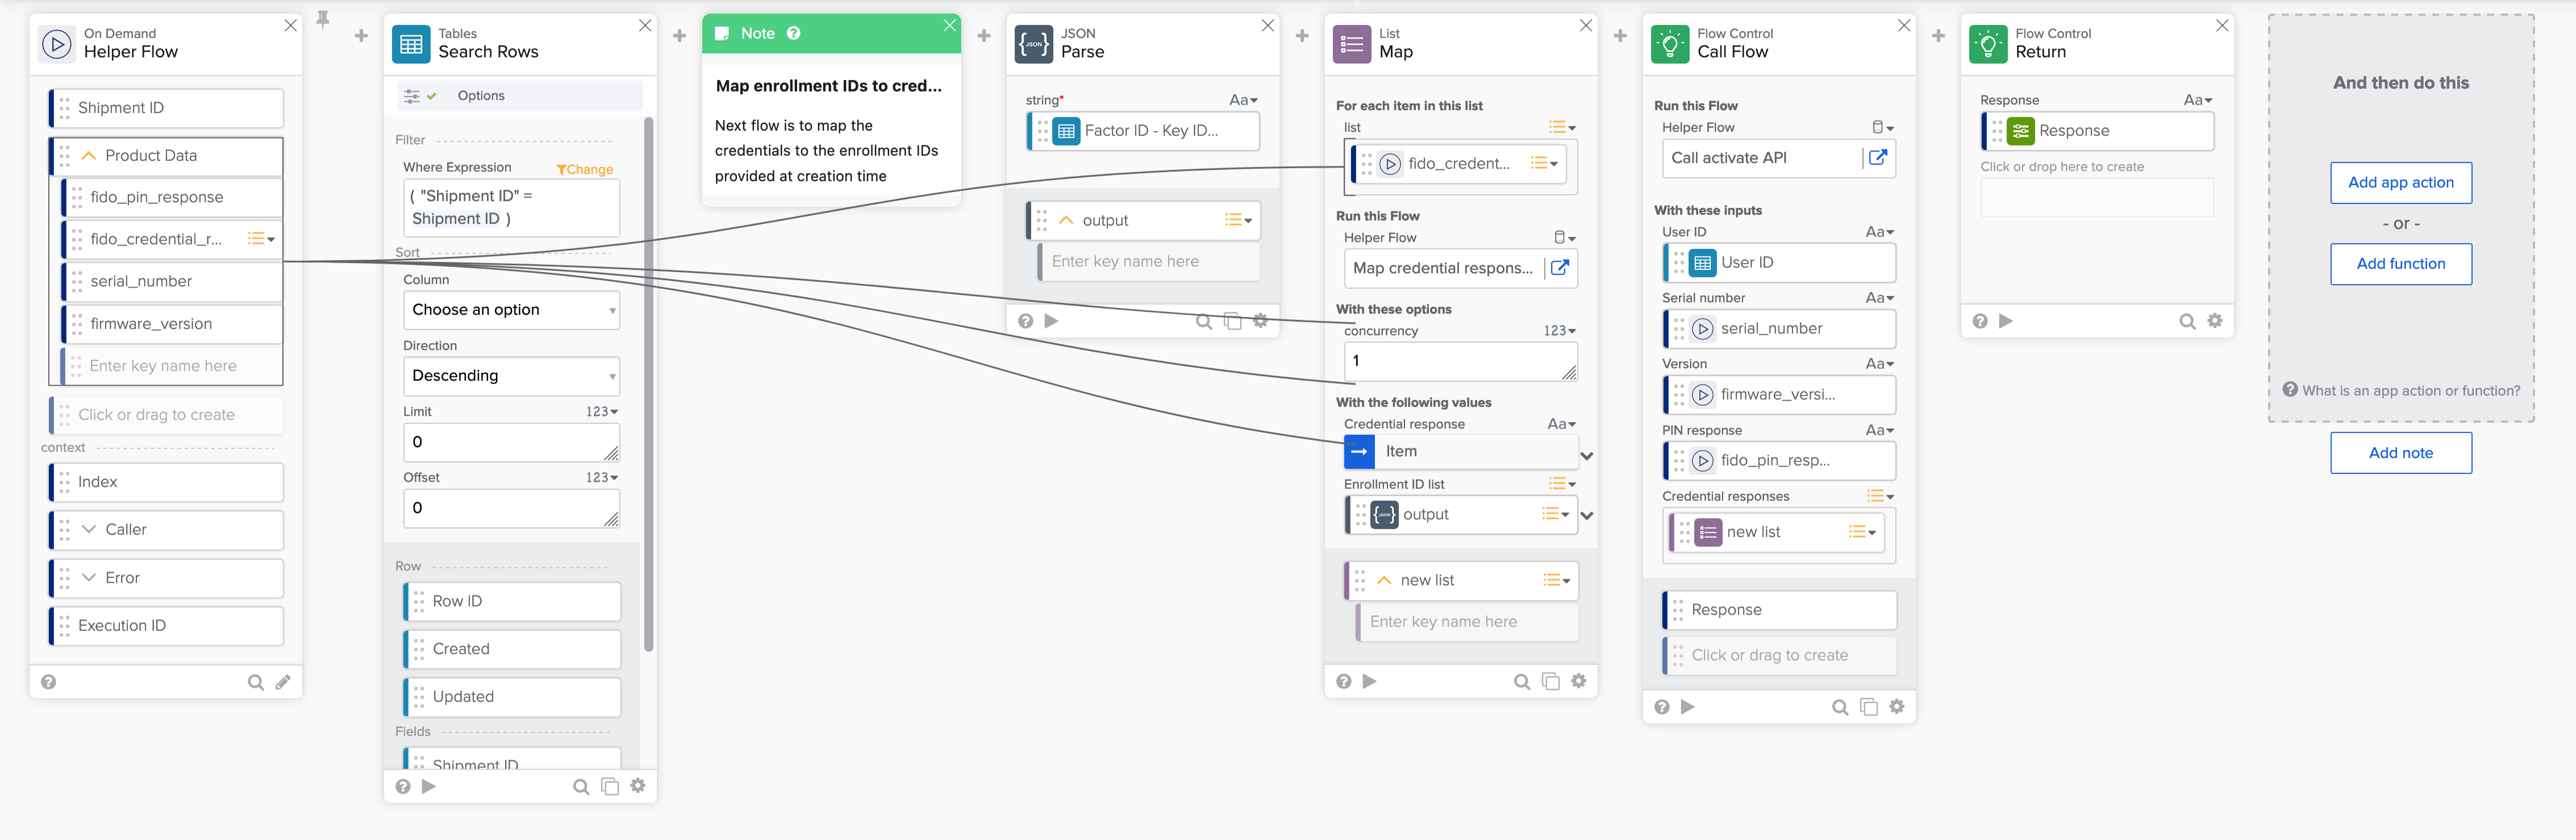 On Demand
Helper Flow
Shipment ID
Product Data
fido_pin_response
fido_credential_r...
serial_number
firmware_version
Enter key name here
Click or drag to create
context
Index
Caller
Error
Execution ID
Tables
Search Rows
Options
Filter
Where Expression
Change
( "Shipment ID" =
Shipment ID )
Sort
Column
Choose an option
Direction
Descending
Limit
123
0
Offset
123
0
Row
Row ID
Created
Updated
Fields
Shipment ID
Note
Map enrollment IDs to cred...
Next flow is to map the
credentials to the enrollment IDs
provided at creation time
JSON
Parse
string*
Aa
Factor ID - Key ID...
output
Enter key name here
List
Map
For each item in this list
list
fido_credent...
Run this Flow
Helper Flow
Map credential respons...
With these options
concurrency
123
1
With the following values
Credential response
Aa
Item
Enrollment ID list
output
new list
Enter key name here
Flow Control
Call Flow
Run this Flow
Helper Flow
Call activate API
With these inputs
User ID
Aa
User ID
Serial number
Aa
serial_number
Version
Aa
firmware_versi...
PIN response
Aa
fido_pin_resp...
Credential responses
new list
Response
Click or drag to create
Flow Control
Return
Response
Aa
Response
Click or drop here to create
And then do this
Add app action
- or -
Add function
What is an app action or function?
Add note